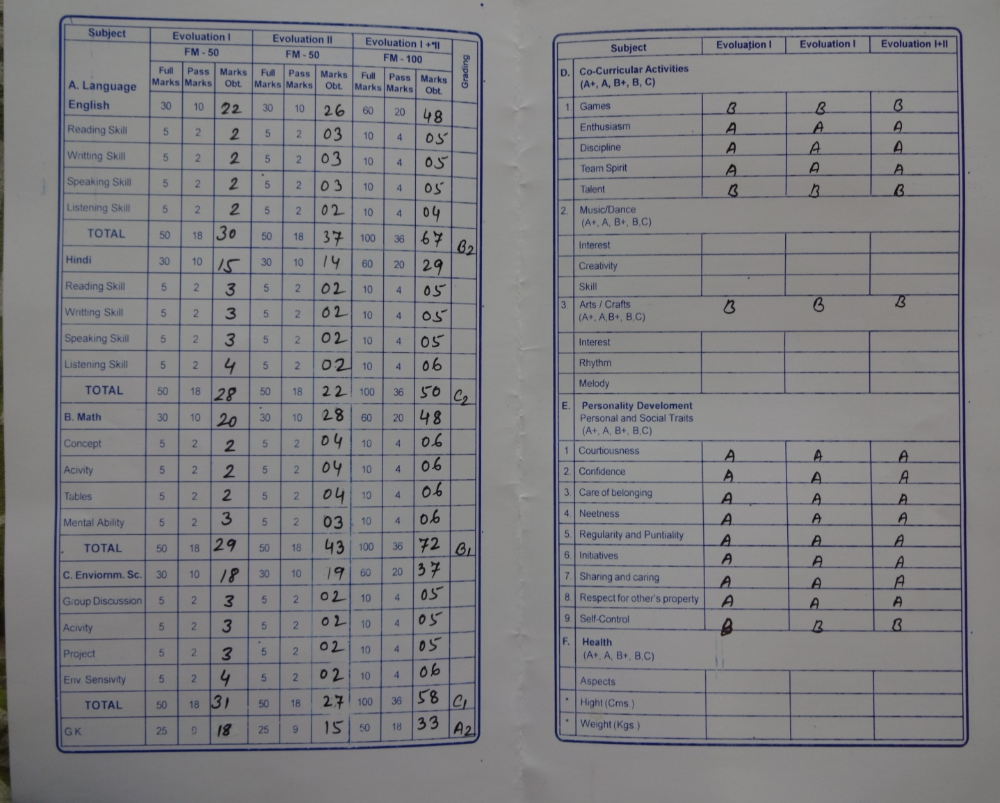 Subject Evoluation I Evoluation II Evoluation I +II Grading
FM - 50 FM - 50 FM - 100
A. Language Full Marks Pass Marks Marks Obt. Full Marks Pass Marks Marks Obt. Full Marks Pass Marks Marks Obt.
English 30 10 22 30 10 26 60 20 48
Reading Skill 5 2 2 5 2 03 10 4 05
Writting Skill 5 2 2 5 2 03 10 4 05
Speaking Skill 5 2 2 5 2 03 10 4 05
Listening Skill 5 2 2 5 2 02 10 4 04
TOTAL 50 18 30 50 18 37 100 36 67 B2
Hindi 30 10 15 30 10 14 60 20 29
Reading Skill 5 2 3 5 2 02 10 4 05
Writting Skill 5 2 3 5 2 02 10 4 05
Speaking Skill 5 2 3 5 2 02 10 4 05
Listening Skill 5 2 4 5 2 02 10 4 06
TOTAL 50 18 28 50 18 22 100 36 50 C2
B. Math 30 10 20 30 10 28 60 20 48
Concept 5 2 2 5 2 04 10 4 06
Acivity 5 2 2 5 2 04 10 4 06
Tables 5 2 2 5 2 04 10 4 06
Mental Ability 5 2 3 5 2 03 10 4 06
TOTAL 50 18 29 50 18 43 100 36 72 B1
C. Enviornm. Sc. 30 10 18 30 10 19 60 20 37
Group Discussion 5 2 3 5 2 02 10 4 05
Acivity 5 2 3 5 2 02 10 4 05
Project 5 2 3 5 2 02 10 4 05
Env. Sensivity 5 2 4 5 2 02 10 4 06
TOTAL 50 18 31 50 18 27 100 36 58 C1
G K 25 9 18 25 9 15 50 18 33 A2
Subject Evoluation I Evoluation I Evoluation I+II
D. Co-Curricular Activities
(A+, A, B+, B, C)
1. Games B B B
Enthusiasm A A A
Discipline A A A
Team Spirit A A A
Talent B B B
2. Music/Dance
(A+, A, B+, B,C)
Interest
Creativity
Skill
3. Arts / Crafts B B B
(A+, A,B+, B,C)
Interest
Rhythm
Melody
E. Personality Develoment
Personal and Social Traits
(A+, A, B+, B,C)
1 Courtiousness A A A
2. Confidence A A A
3. Care of belonging A A A
4. Neetness A A A
5. Regularity and Puntiality A A A
6. Initiatives A A A
7. Sharing and caring A A A
8. Respect for other's property A A A
9. Self-Control B B B
F. Health
(A+, A, B+, B,C)
Aspects
* Hight (Cms.)
* Weight (Kgs.)